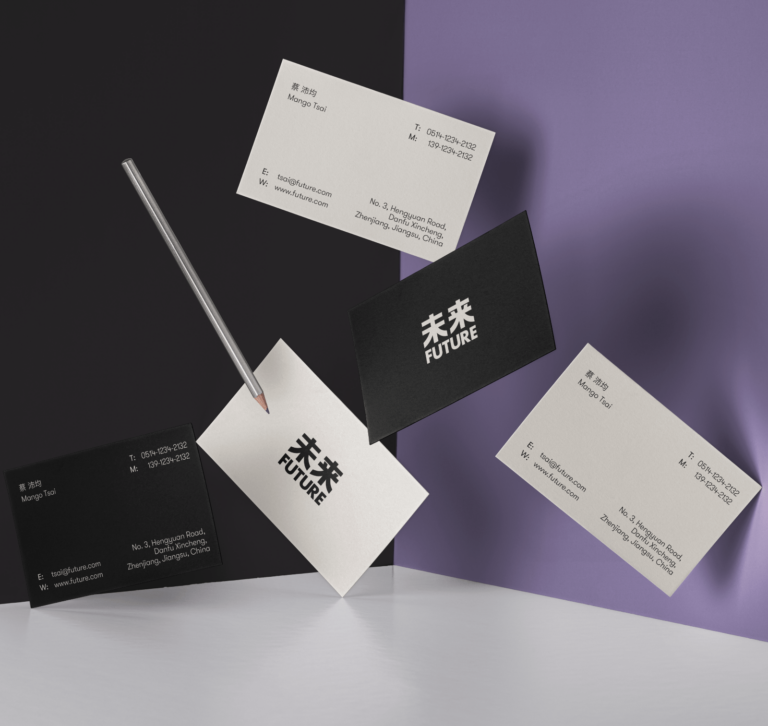 蔡 沛均
Mango Tsai
T: 0514-1234-2132
M: 139-1234-2132
E: tsai@future.com
W: www.future.com
No. 3, Hengyuan Road,
Danfu Xincheng,
Zhenjiang, Jiangsu, China
未来
FUTURE
蔡 沛均
Mango Tsai
T: 0514-1234-2132
M: 139-1234-2132
E: tsai@future.com
W: www.future.com
No. 3, Hengyuan Road,
Danfu Xincheng,
Zhenjiang, Jiangsu, China
未来
FUTURE
蔡 沛均
Mango Tsai
T: 0514-1234-2132
M: 139-1234-2132
E: tsai@future.com
W: www.future.com
No. 3, Hengyuan Road,
Danfu Xincheng,
Zhenjiang, Jiangsu, China